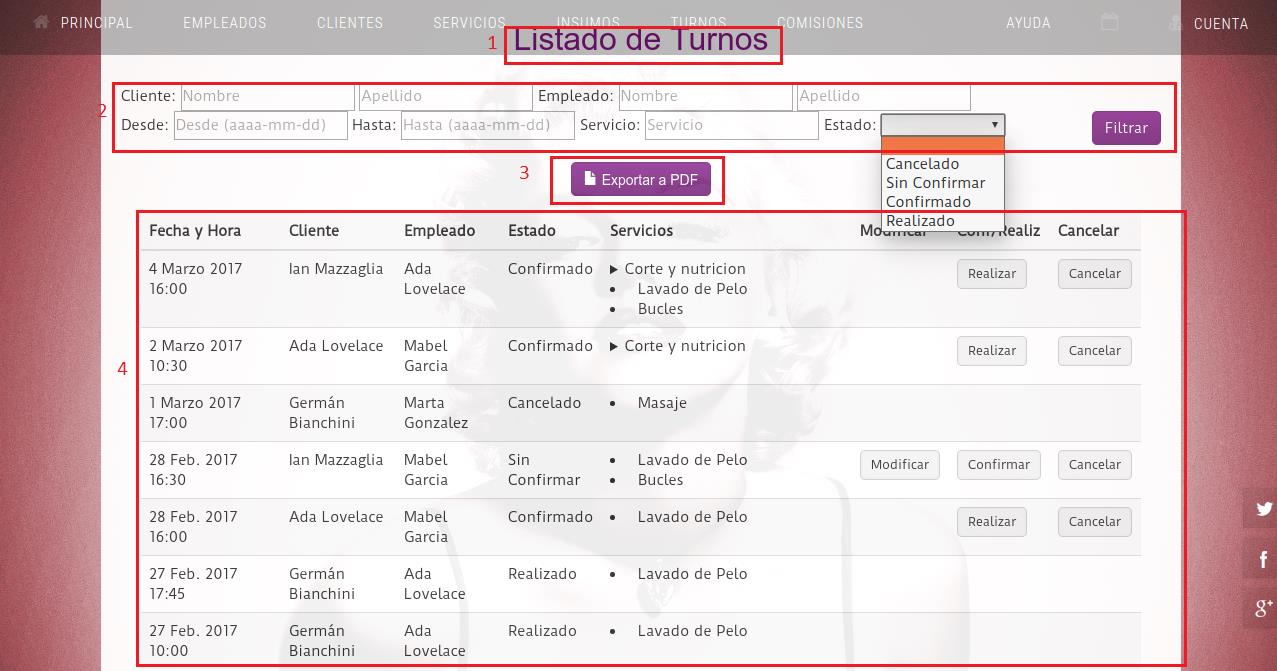 PRINCIPAL EMPLEADOS CLIENTES SERVICIOS INSUMOS TURNOS COMISIONES AYUDA CUENTA
1 Listado de Turnos
2
Cliente: Nombre Apellido Empleado: Nombre Apellido
Desde: Desde (aaaa-mm-dd) Hasta: Hasta (aaaa-mm-dd) Servicio: Servicio Estado: Filtrar
Cancelado
Sin Confirmar
Confirmado
Realizado
3 Exportar a PDF
Fecha y Hora Cliente Empleado Estado Servicios Modificar Conf/Realiz Cancelar
4 Marzo 2017 Ian Mazzaglia Ada Confirmado ▶ Corte y nutricion Realizar Cancelar
16:00 Lovelace • Lavado de Pelo
• Bucles
2 Marzo 2017 Ada Lovelace Mabel Confirmado ▶ Corte y nutricion Realizar Cancelar
10:30 Garcia
4
1 Marzo 2017 Germán Marta Cancelado • Masaje
17:00 Bianchini Gonzalez
28 Feb. 2017 Ian Mazzaglia Mabel Sin • Lavado de Pelo Modificar Confirmar Cancelar
16:30 Garcia Confirmar • Bucles
28 Feb. 2017 Ada Lovelace Mabel Confirmado • Lavado de Pelo Realizar Cancelar
16:00 Garcia
27 Feb. 2017 Germán Ada Realizado • Lavado de Pelo
17:45 Bianchini Lovelace
27 Feb. 2017 Germán Ada Realizado • Lavado de Pelo
10:00 Bianchini Lovelace